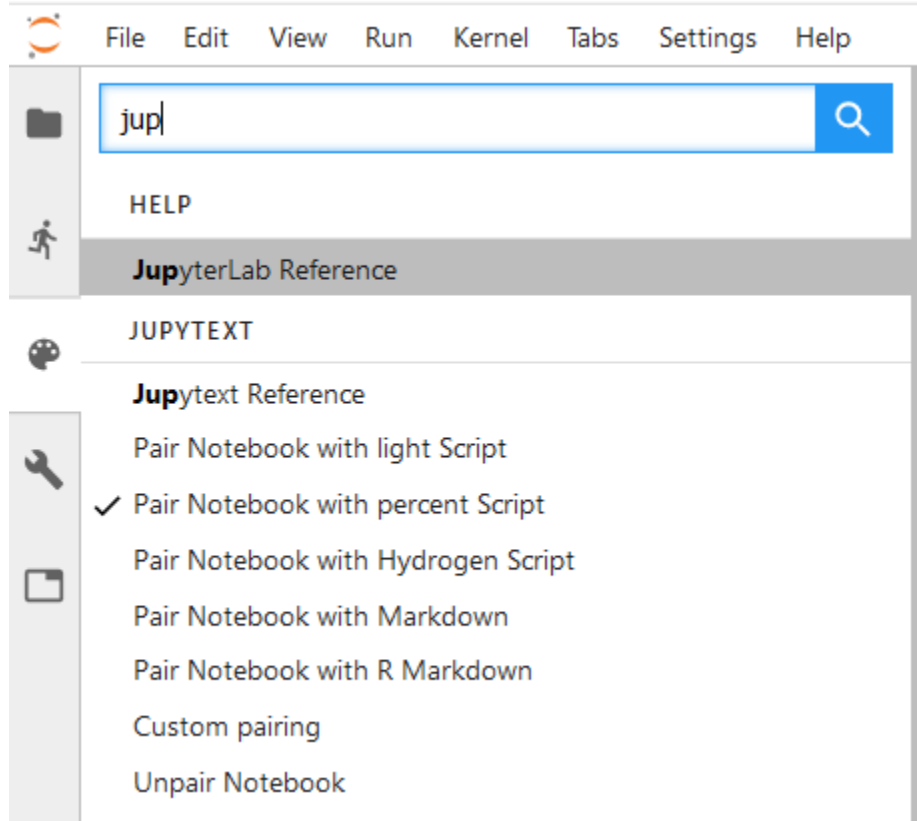 File Edit View Run Kernel Tabs Settings Help
jup
HELP
JupyterLab Reference
JUPYTEXT
Jupytext Reference
Pair Notebook with light Script
Pair Notebook with percent Script
Pair Notebook with Hydrogen Script
Pair Notebook with Markdown
Pair Notebook with R Markdown
Custom pairing
Unpair Notebook